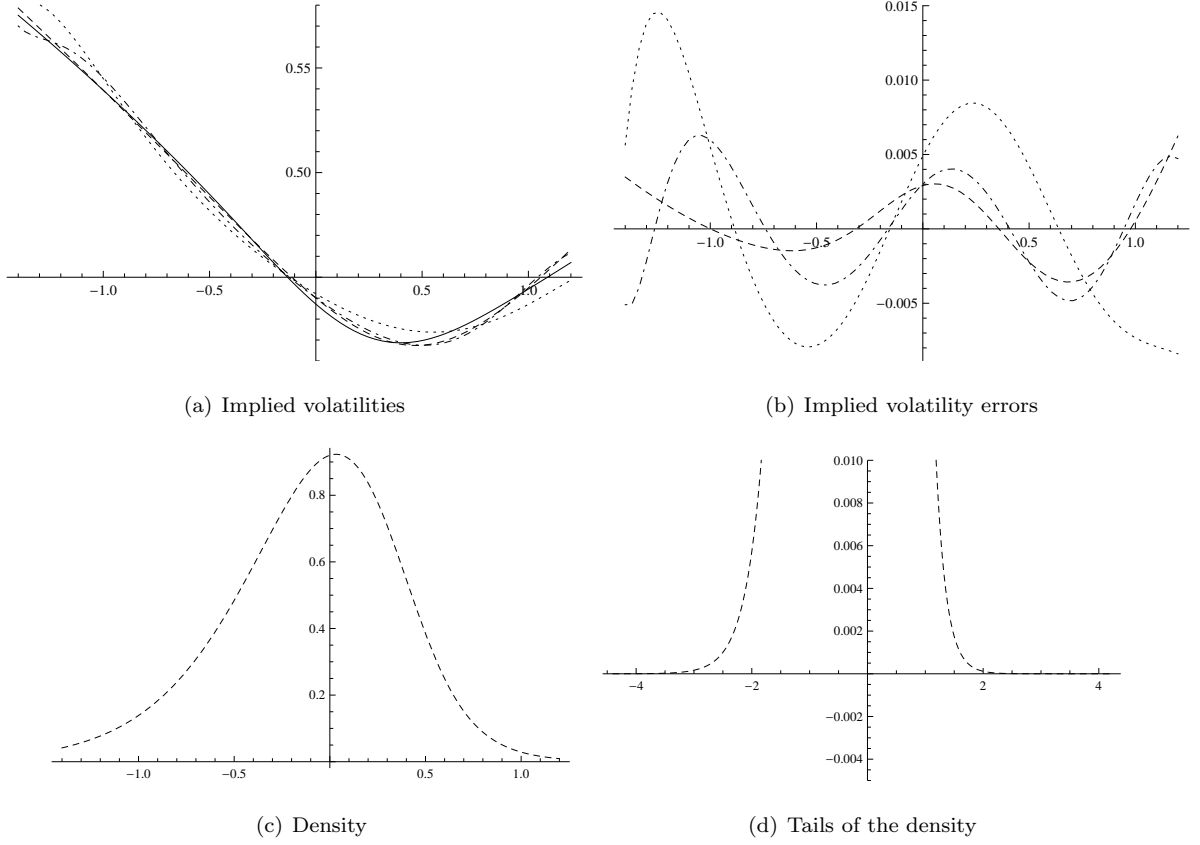 0.55
0.50
−1.0 −0.5 0.5 1.0
(a) Implied volatilities
0.015
0.010
0.005
−1.0 −0.5 0.5 1.0
−0.005
(b) Implied volatility errors
0.8
0.6
0.4
0.2
−1.0 −0.5 0.5 1.0
(c) Density
0.010
0.008
0.006
0.004
0.002
−4 −2 2 4
−0.002
−0.004
(d) Tails of the density